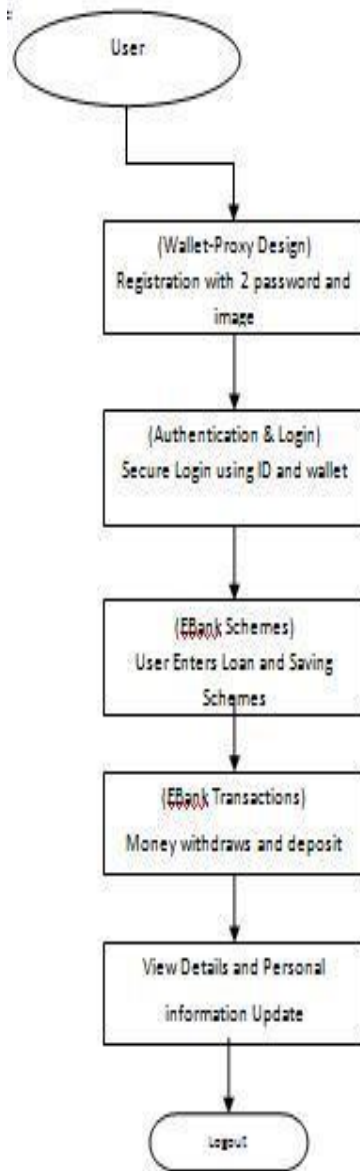 User
(Wallet-Proxy Design)
Registration with 2 password and
image
(Authentication & Login)
Secure Login using ID and wallet
(EBank Schemes)
User Enters Loan and Saving
Schemes
(EBank Transactions)
Money withdraws and deposit
View Details and Personal
information Update
Logout